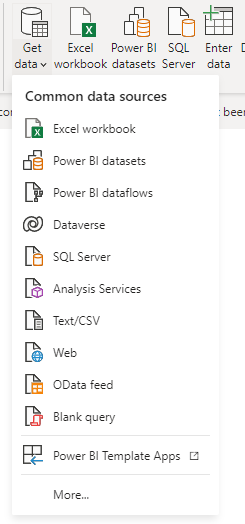 Get data
Excel workbook
Power BI datasets
SQL Server
Enter data
Common data sources
Excel workbook
Power BI datasets
Power BI dataflows
Dataverse
SQL Server
Analysis Services
Text/CSV
Web
OData feed
Blank query
Power BI Template Apps
More...